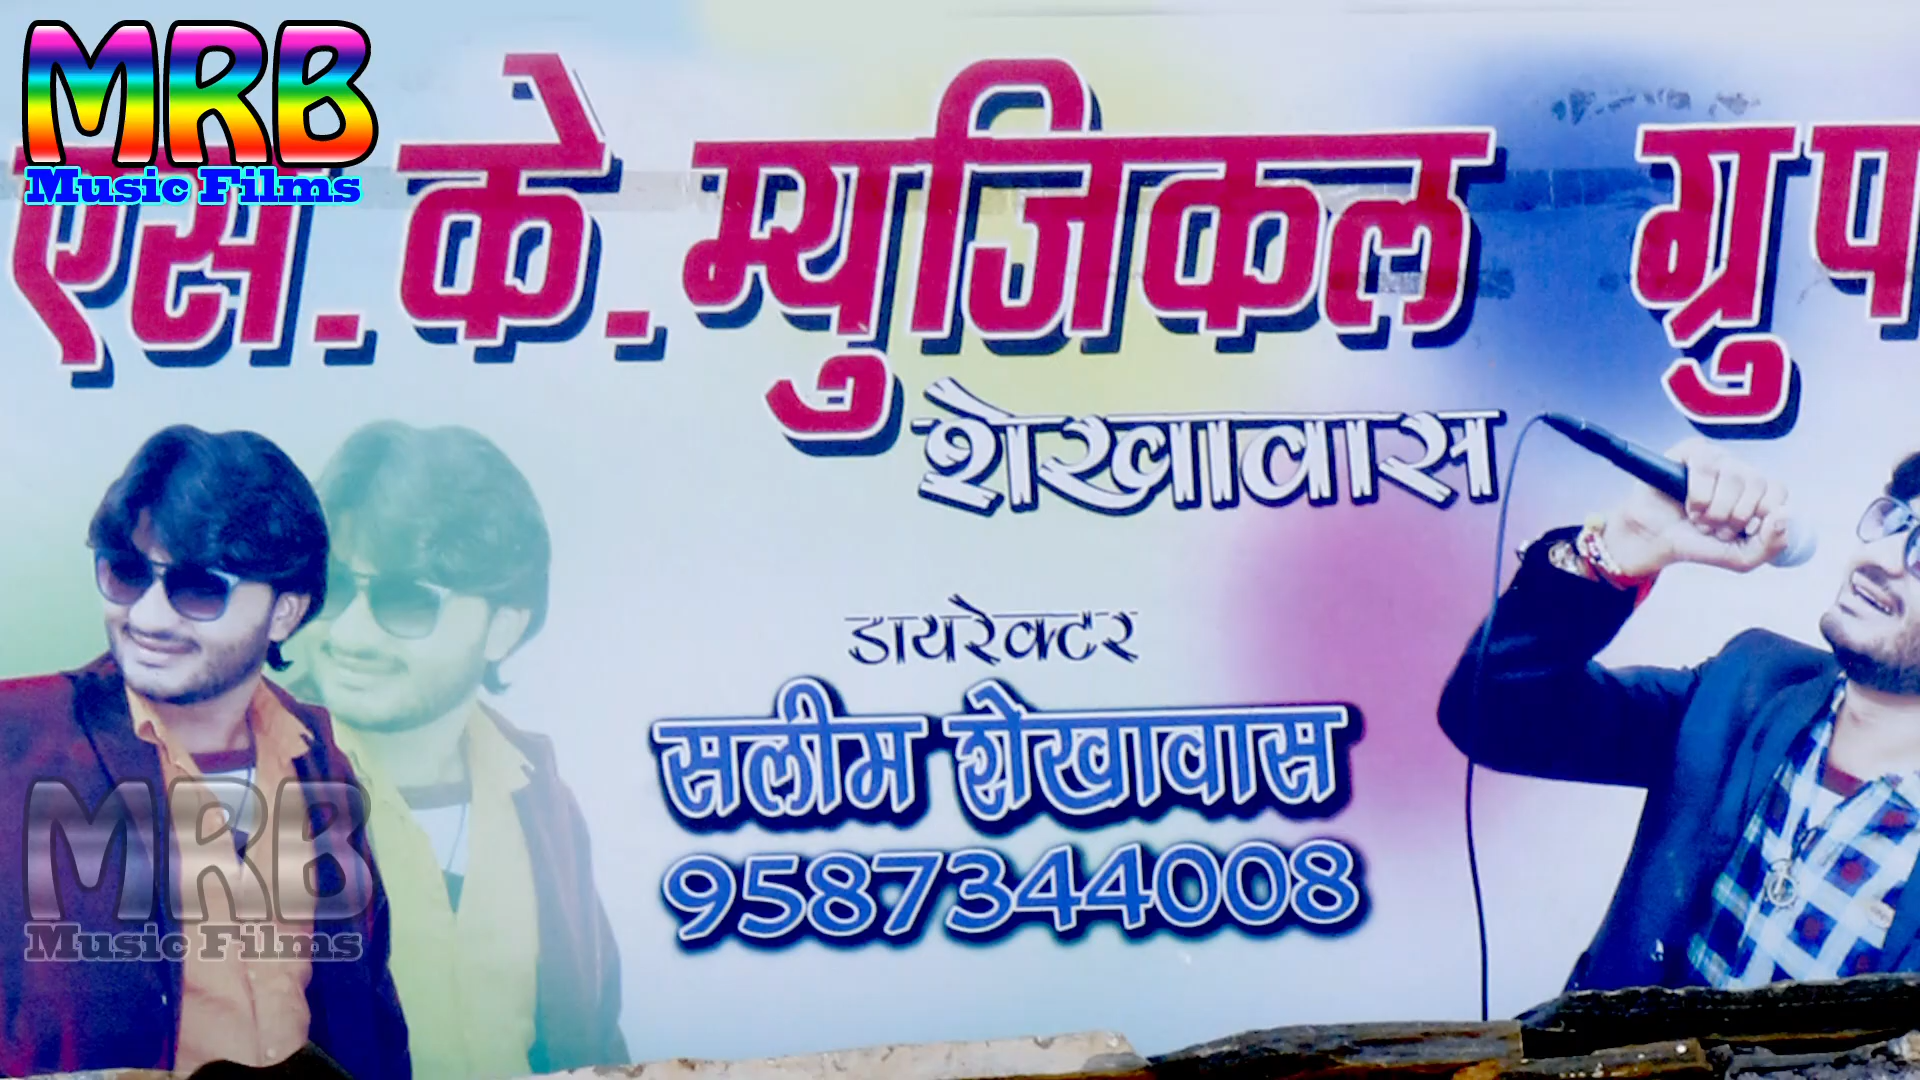 MRB
Music Films
एस. के. म्युजिकल ग्रुप
शेखावास
डायरेक्टर
सलीम शेखावास
9587344008
MRB
Music Films